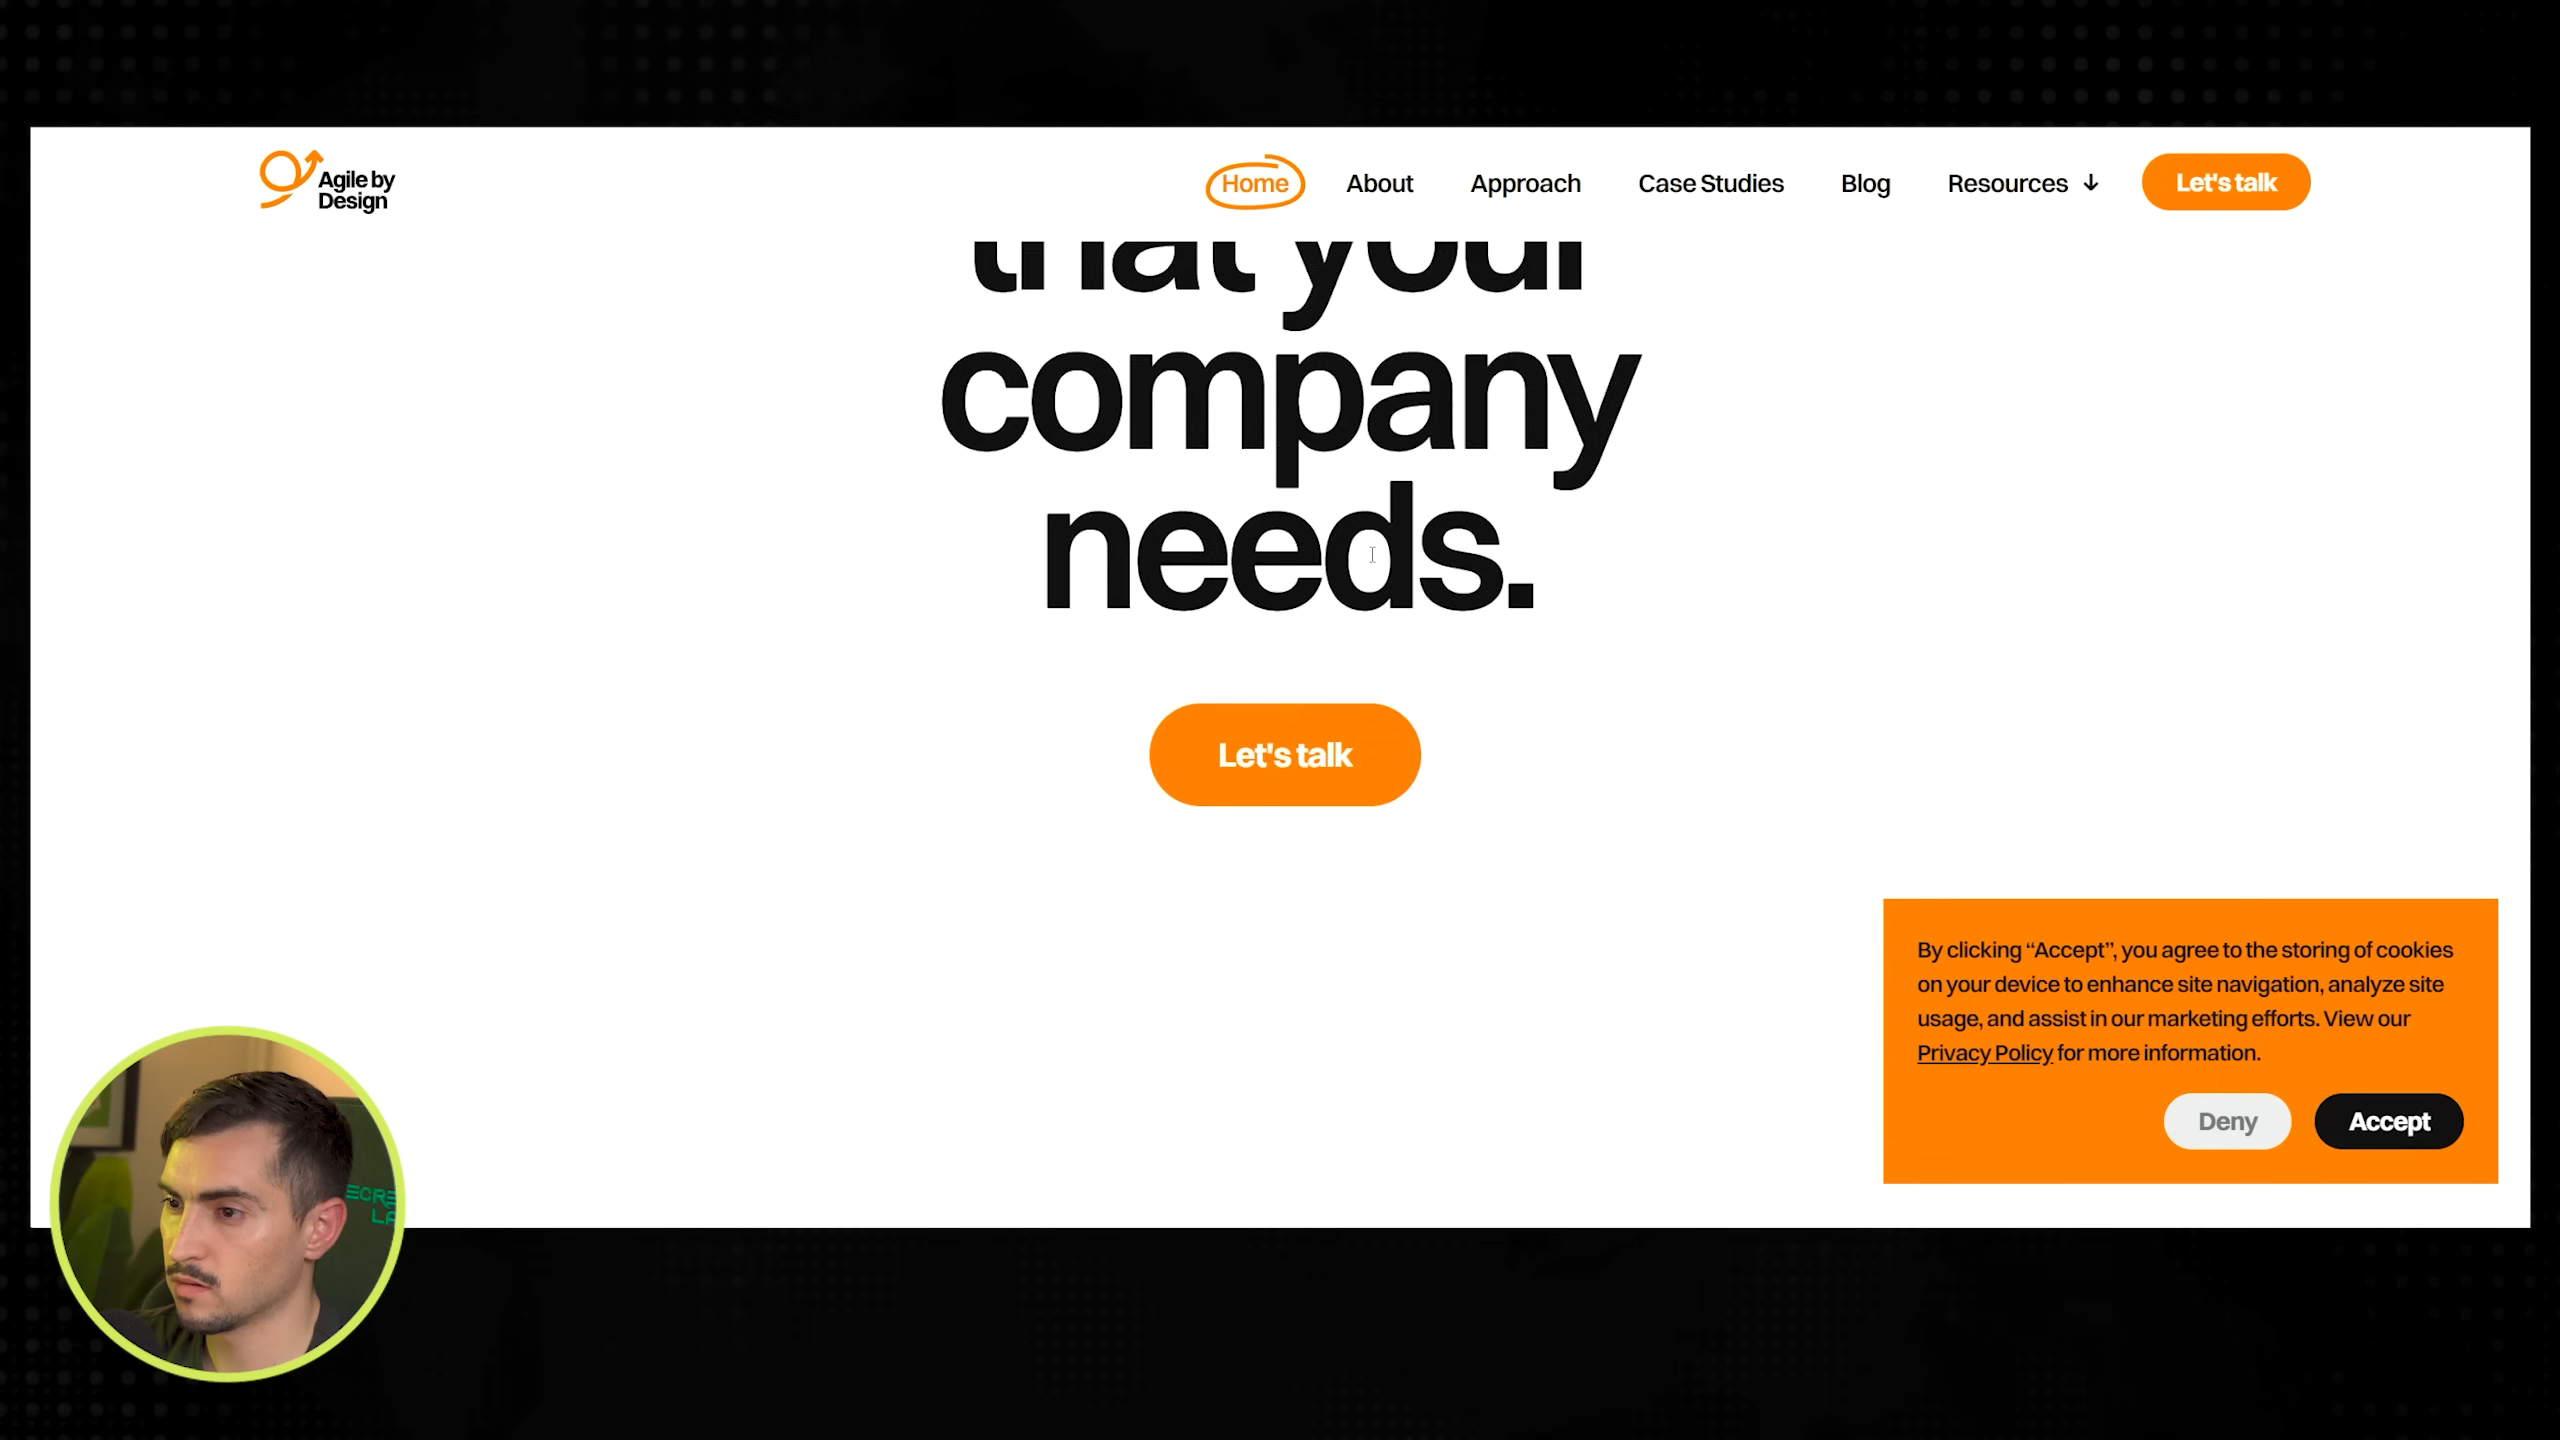 Agile by
Design
Home
About
Approach
Case Studies
Blog
Resources ↓
Let's talk
that your
company
needs.
Let's talk
By clicking “Accept”, you agree to the storing of cookies
on your device to enhance site navigation, analyze site
usage, and assist in our marketing efforts. View our
Privacy Policy for more information.
Deny
Accept